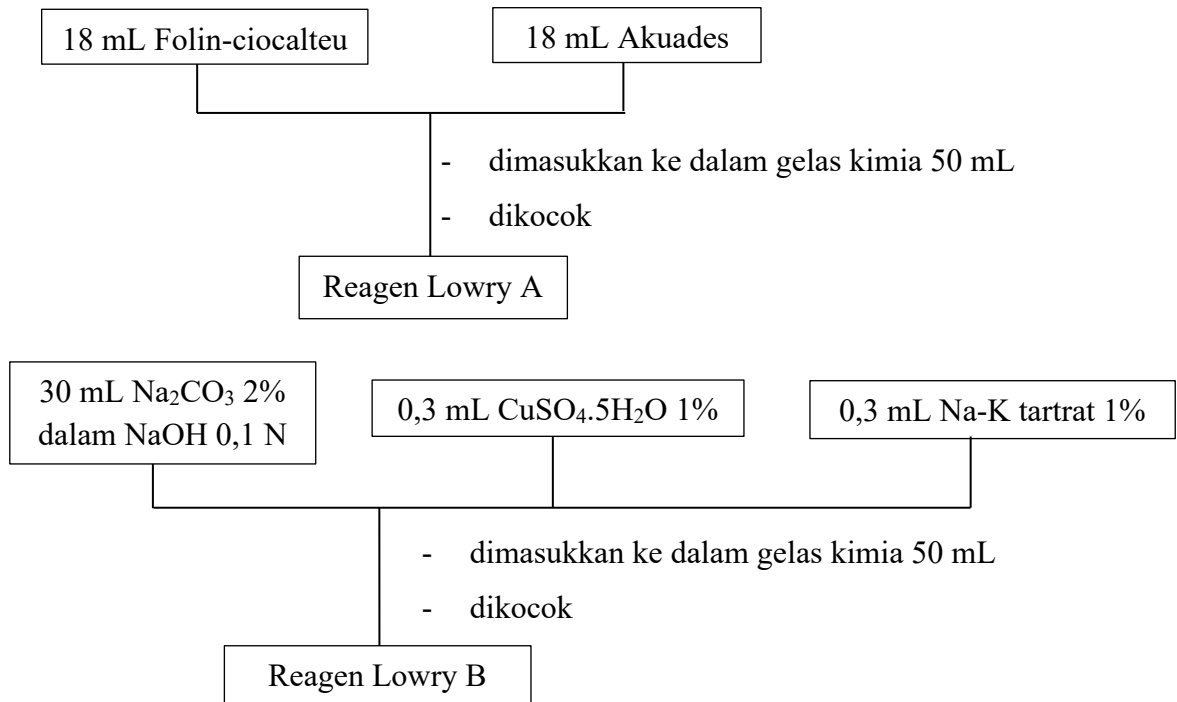 18 mL Folin-ciocalteu
18 mL Akuades
- dimasukkan ke dalam gelas kimia 50 mL
- dikocok
Reagen Lowry A
30 mL Na₂CO₃ 2%
dalam NaOH 0,1 N
0,3 mL CuSO₄.5H₂O 1%
0,3 mL Na-K tartrat 1%
- dimasukkan ke dalam gelas kimia 50 mL
- dikocok
Reagen Lowry B